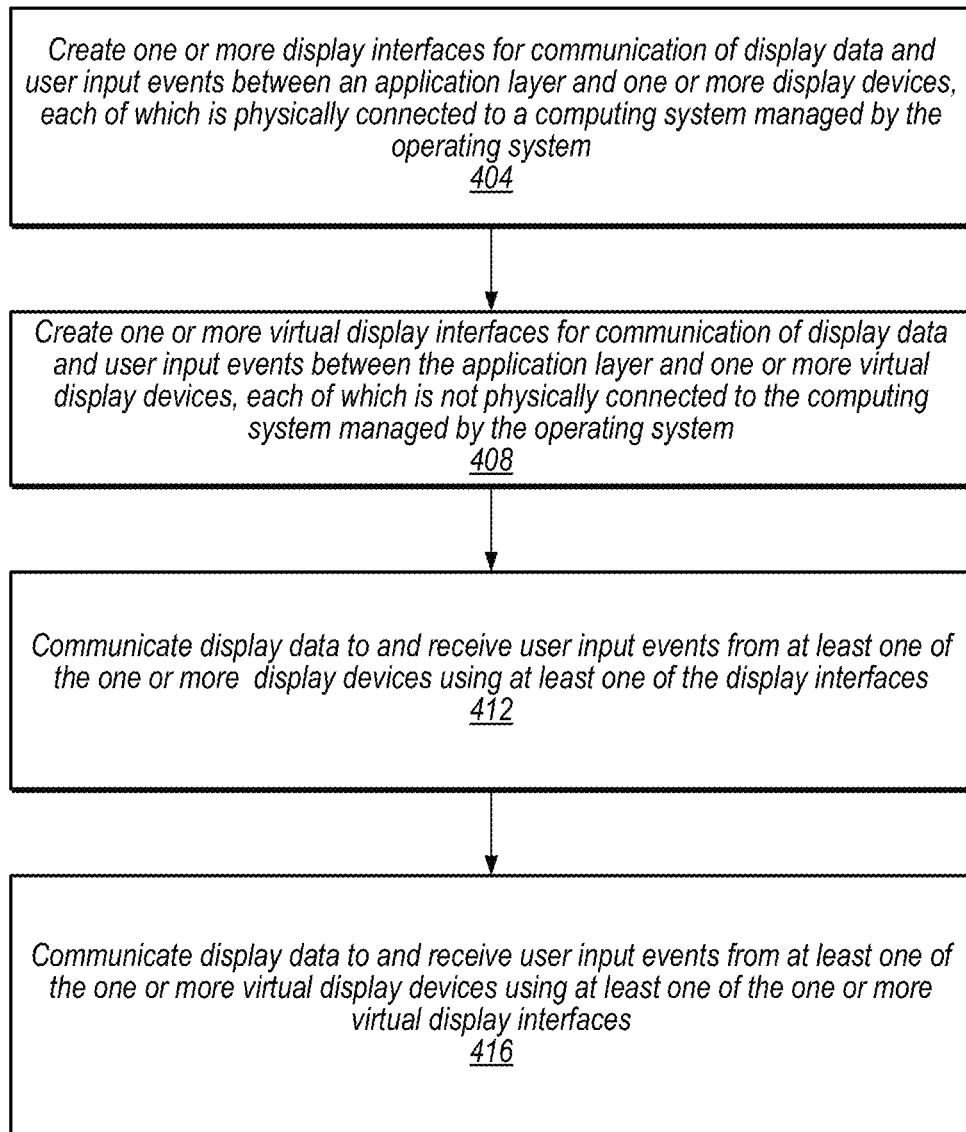 Create one or more display interfaces for communication of display data and
user input events between an application layer and one or more display devices,
each of which is physically connected to a computing system managed by the
operating system
404
Create one or more virtual display interfaces for communication of display data
and user input events between the application layer and one or more virtual
display devices, each of which is not physically connected to the computing
system managed by the operating system
408
Communicate display data to and receive user input events from at least one of
the one or more display devices using at least one of the display interfaces
412
Communicate display data to and receive user input events from at least one of
the one or more virtual display devices using at least one of the one or more
virtual display interfaces
416